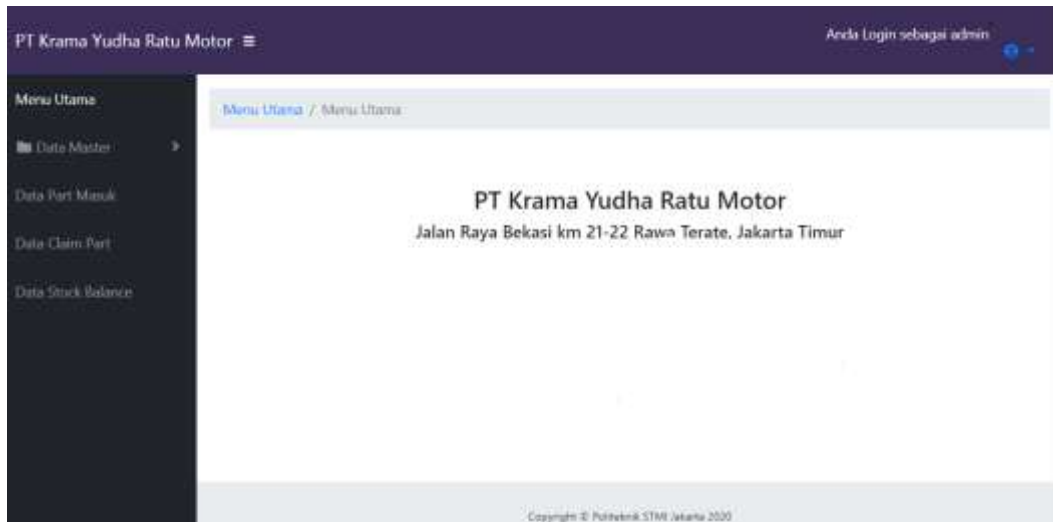 PT Krama Yudha Ratu Motor
Anda Login sebagai admin
Menu Utama
Data Master
Data Part Masuk
Data Claim Part
Data Stock Balance
Menu Utama / Menu Utama
PT Krama Yudha Ratu Motor
Jalan Raya Bekasi km 21-22 Rawa Terate, Jakarta Timur
Copyright © Politeknik STMI Jakarta 2020